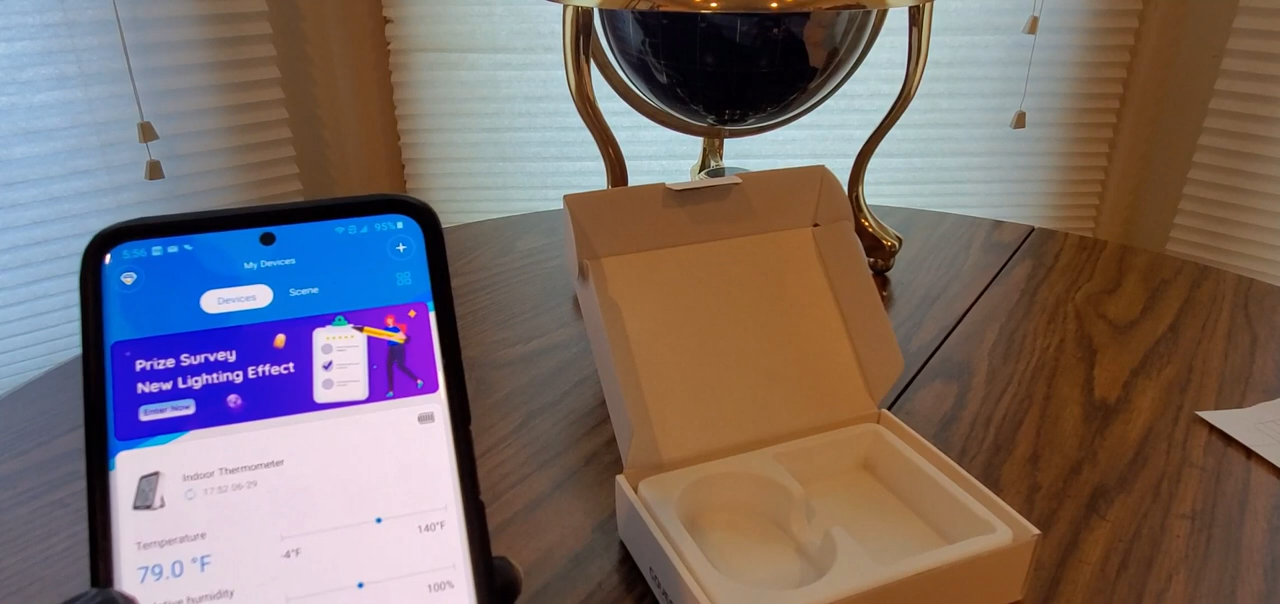 5:56
95%
My Devices
Devices
Scene
Prize Survey
New Lighting Effect
Enter Now
Indoor Thermometer
17:52 06-29
Temperature
79.0 °F
-4°F
140°F
humidity
100%